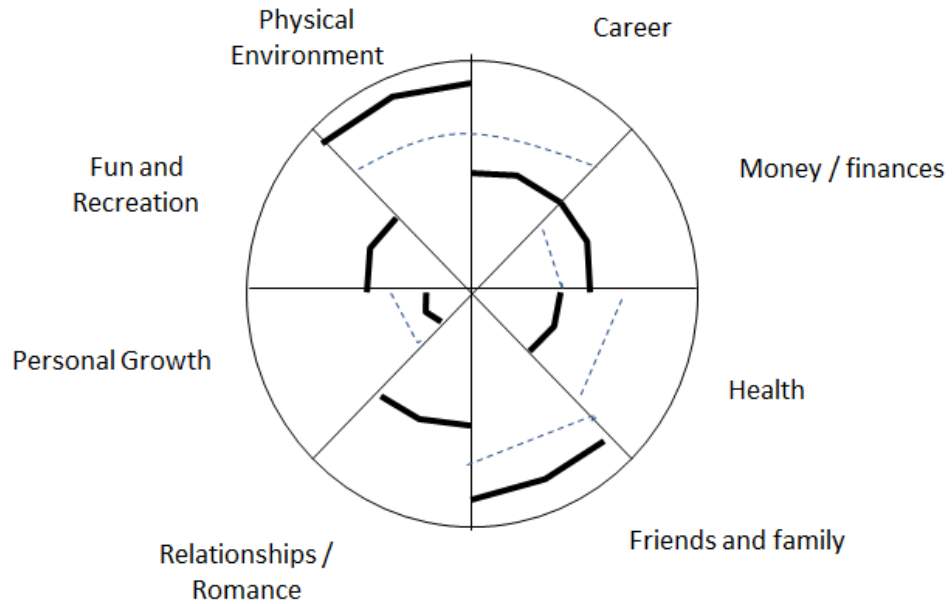 Physical
Environment
Career
Fun and
Recreation
Money / finances
Personal Growth
Health
Relationships /
Romance
Friends and family